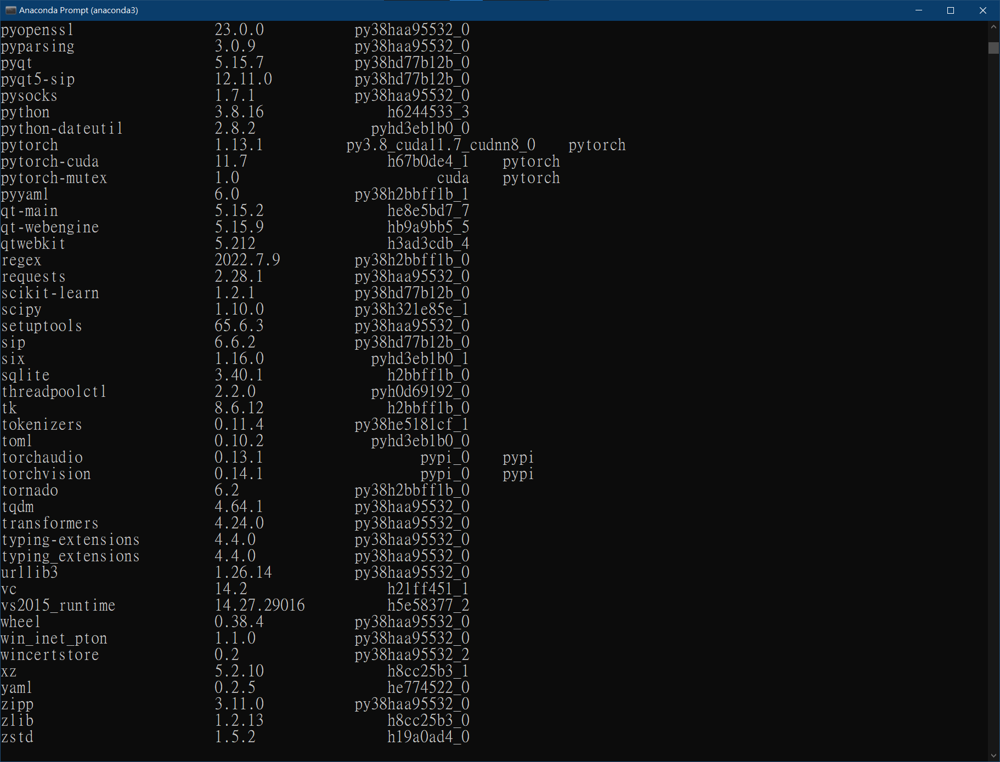 Anaconda Prompt (anaconda3)
pyopenssl 23.0.0 py38haa95532_0
pyparsing 3.0.9 py38haa95532_0
pyqt 5.15.7 py38hd77b12b_0
pyqt5-sip 12.11.0 py38hd77b12b_0
pysocks 1.7.1 py38haa95532_0
python 3.8.16 h6244533_3
python-dateutil 2.8.2 pyhd3eb1b0_0
pytorch 1.13.1 py3.8_cuda11.7_cudnn8_0 pytorch
pytorch-cuda 11.7 h67b0de4_1 pytorch
pytorch-mutex 1.0 cuda pytorch
pyyaml 6.0 py38h2bbff1b_1
qt-main 5.15.2 he8e5bd7_7
qt-webengine 5.15.9 hb9a9bb5_5
qtwebkit 5.212 h3ad3cdb_4
regex 2022.7.9 py38h2bbff1b_0
requests 2.28.1 py38haa95532_0
scikit-learn 1.2.1 py38hd77b12b_0
scipy 1.10.0 py38h321e85e_1
setuptools 65.6.3 py38haa95532_0
sip 6.6.2 py38hd77b12b_0
six 1.16.0 pyhd3eb1b0_1
sqlite 3.40.1 h2bbff1b_0
threadpoolctl 2.2.0 pyh0d69192_0
tk 8.6.12 h2bbff1b_0
tokenizers 0.11.4 py38he5181cf_1
toml 0.10.2 pyhd3eb1b0_0
torchaudio 0.13.1 pypi_0 pypi
torchvision 0.14.1 pypi_0 pypi
tornado 6.2 py38h2bbff1b_0
tqdm 4.64.1 py38haa95532_0
transformers 4.24.0 py38haa95532_0
typing-extensions 4.4.0 py38haa95532_0
typing_extensions 4.4.0 py38haa95532_0
urllib3 1.26.14 py38haa95532_0
vc 14.2 h21ff451_1
vs2015_runtime 14.27.29016 h5e58377_2
wheel 0.38.4 py38haa95532_0
win_inet_pton 1.1.0 py38haa95532_0
wincertstore 0.2 py38haa95532_2
xz 5.2.10 h8cc25b3_1
yaml 0.2.5 he774522_0
zipp 3.11.0 py38haa95532_0
zlib 1.2.13 h8cc25b3_0
zstd 1.5.2 h19a0ad4_0